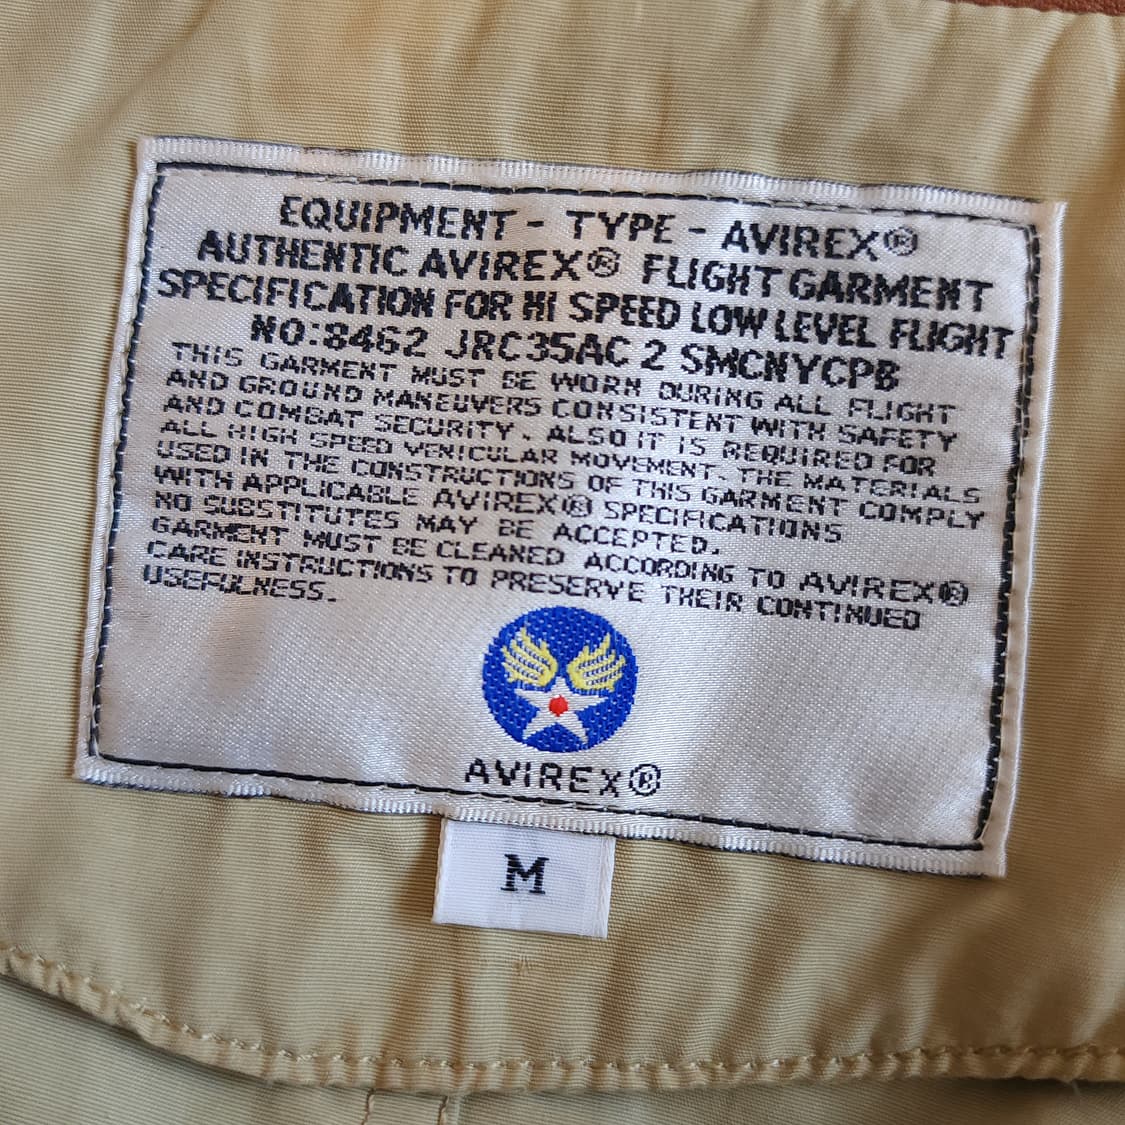 EQUIPMENT - TYPE - AVIREX®
AUTHENTIC AVIREX® FLIGHT GARMENT
SPECIFICATION FOR HI SPEED LOW LEVEL FLIGHT
NO:8462 JRC35AC 2 SMCNYCPB
THIS GARMENT MUST BE WORN DURING ALL FLIGHT
AND GROUND MANEUVERS CONSISTENT WITH SAFETY
AND COMBAT SECURITY. ALSO IT IS REQUIRED FOR
ALL HIGH SPEED VEHICULAR MOVEMENT. THE MATERIALS
USED IN THE CONSTRUCTIONS OF THIS GARMENT COMPLY
WITH APPLICABLE AVIREX® SPECIFICATIONS
NO SUBSTITUTES MAY BE ACCEPTED.
GARMENT MUST BE CLEANED ACCORDING TO AVIREX®
CARE INSTRUCTIONS TO PRESERVE THEIR CONTINUED
USEFULNESS.
AVIREX®
M